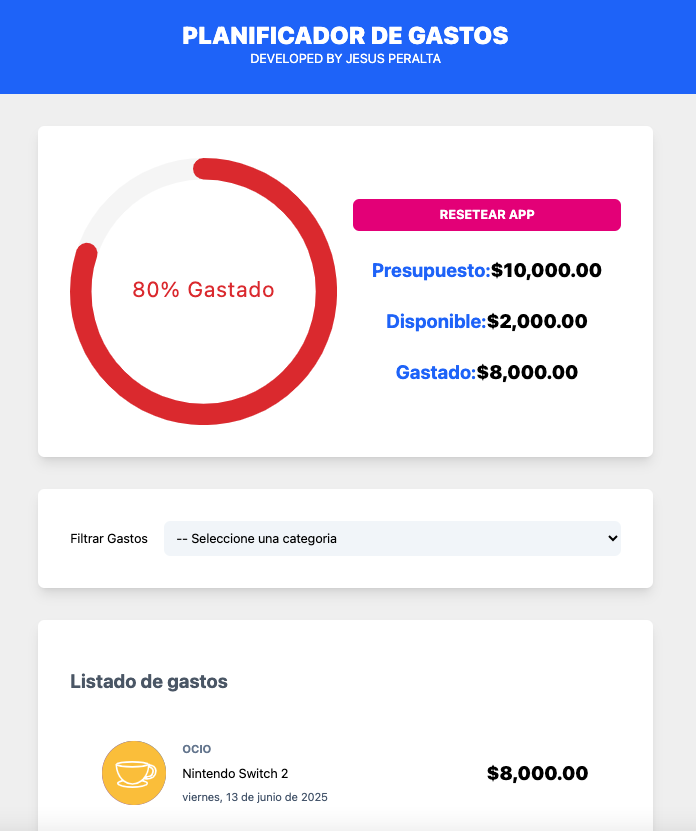 PLANIFICADOR DE GASTOS
DEVELOPED BY JESUS PERALTA
80% Gastado
RESETEAR APP
Presupuesto:$10,000.00
Disponible:$2,000.00
Gastado:$8,000.00
Filtrar Gastos
-- Seleccione una categoria
Listado de gastos
OCIO
Nintendo Switch 2
$8,000.00
viernes, 13 de junio de 2025